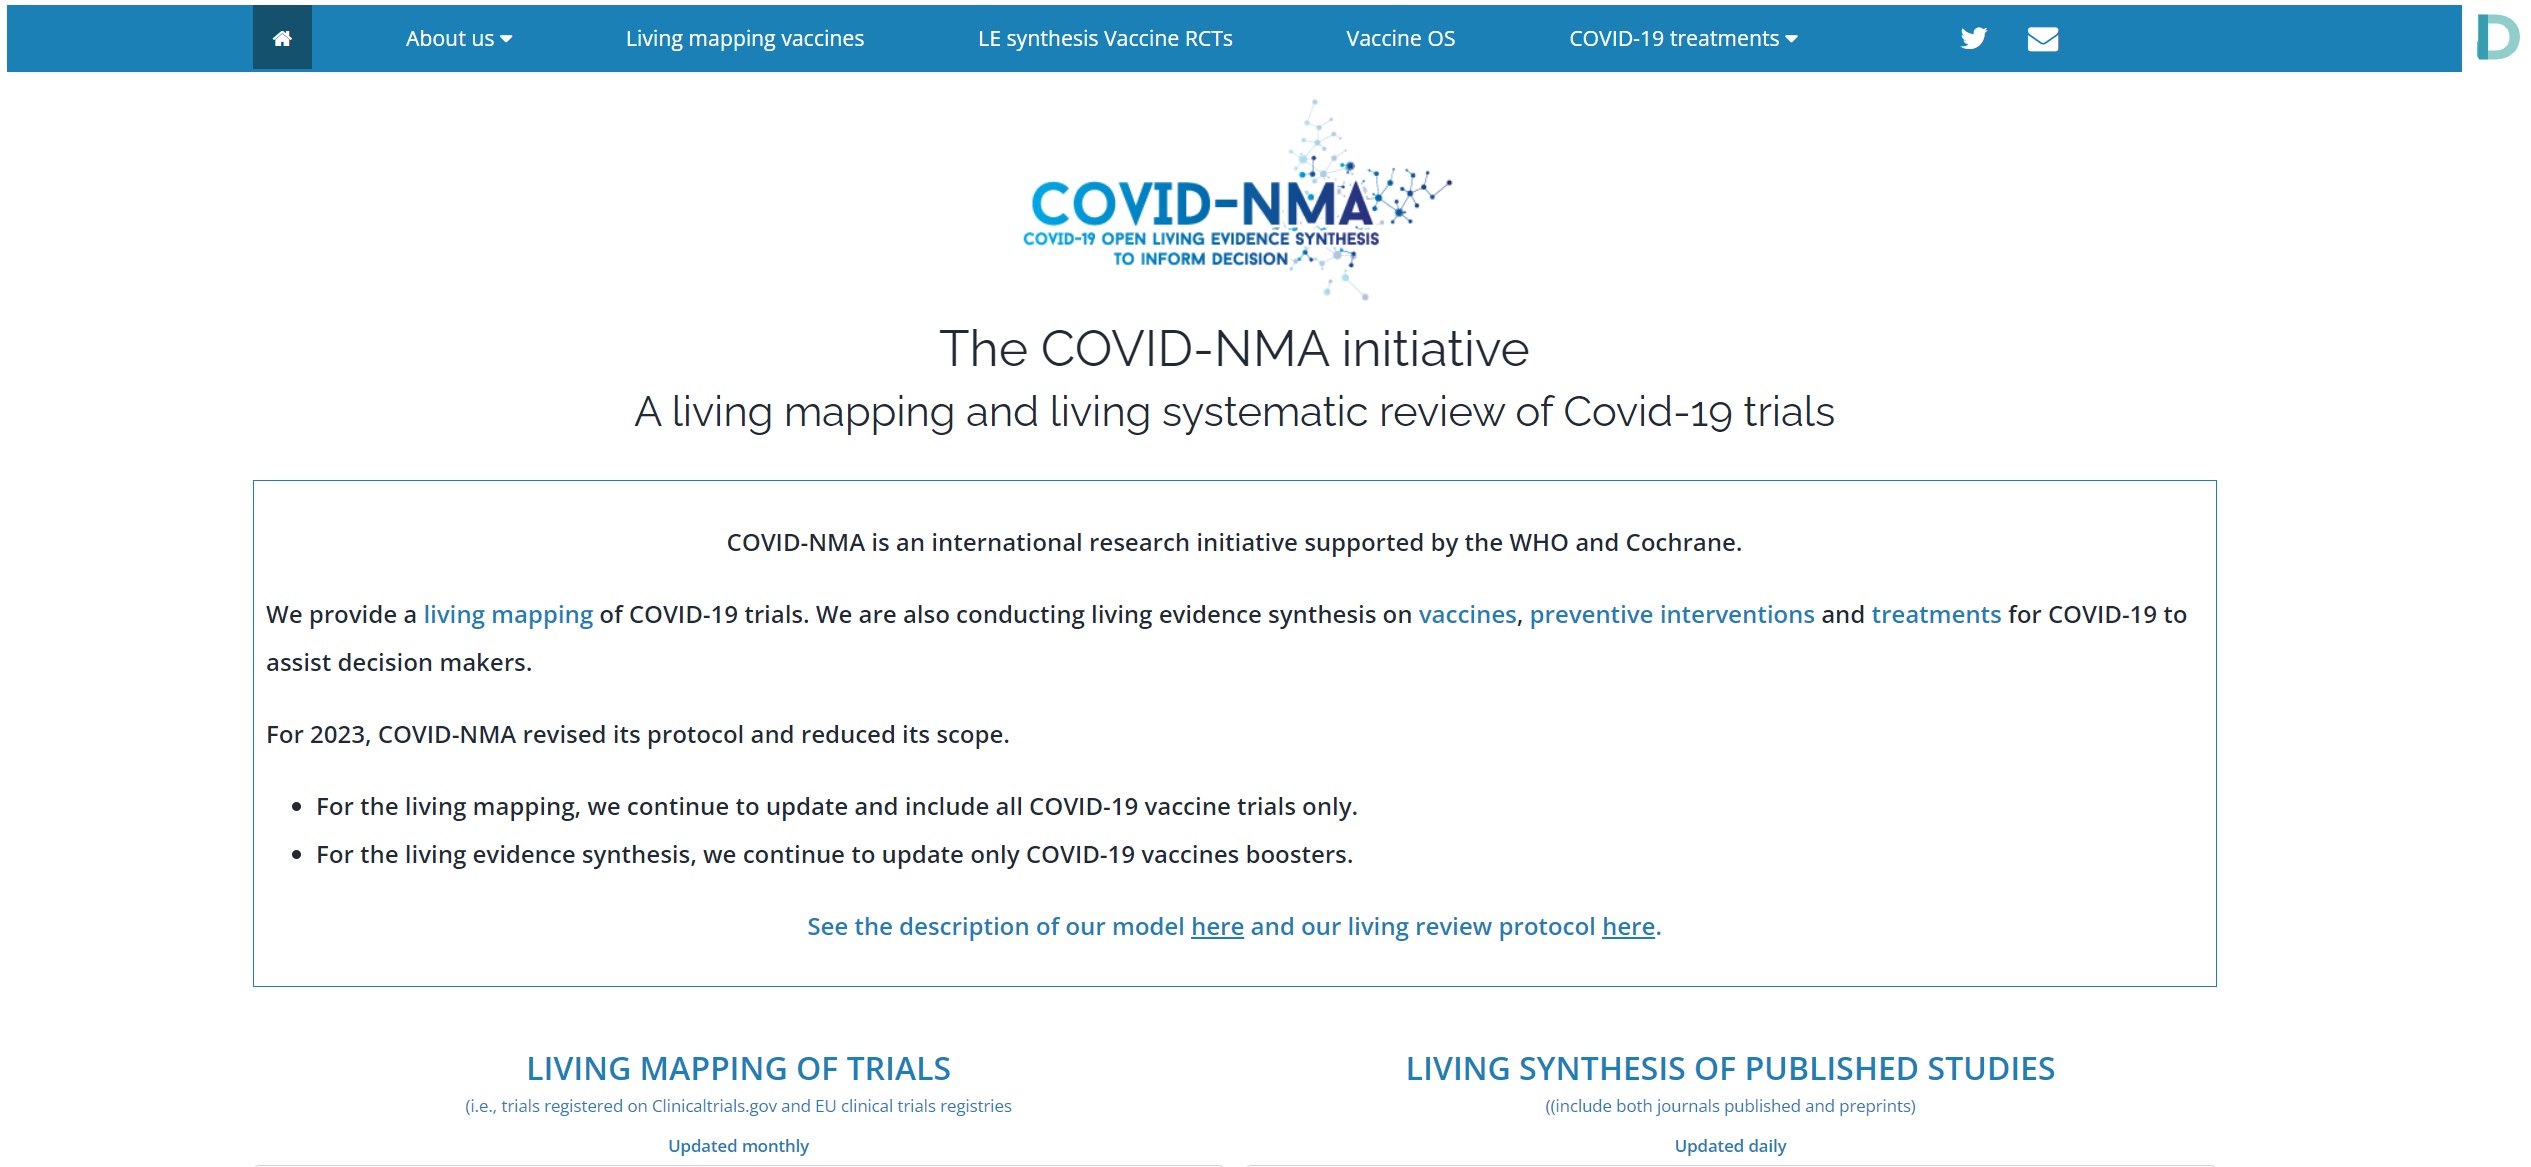 About us
Living mapping vaccines
LE synthesis Vaccine RCTs
Vaccine OS
COVID-19 treatments
COVID-NMA
COVID-19 OPEN LIVING EVIDENCE SYNTHESIS
TO INFORM DECISION
The COVID-NMA initiative
A living mapping and living systematic review of Covid-19 trials
COVID-NMA is an international research initiative supported by the WHO and Cochrane.
We provide a living mapping of COVID-19 trials. We are also conducting living evidence synthesis on vaccines, preventive interventions and treatments for COVID-19 to
assist decision makers.
For 2023, COVID-NMA revised its protocol and reduced its scope.
• For the living mapping, we continue to update and include all COVID-19 vaccine trials only.
• For the living evidence synthesis, we continue to update only COVID-19 vaccines boosters.
See the description of our model here and our living review protocol here.
LIVING MAPPING OF TRIALS
(i.e., trials registered on Clinicaltrials.gov and EU clinical trials registries
Updated monthly
LIVING SYNTHESIS OF PUBLISHED STUDIES
((include both journals published and preprints)
Updated daily